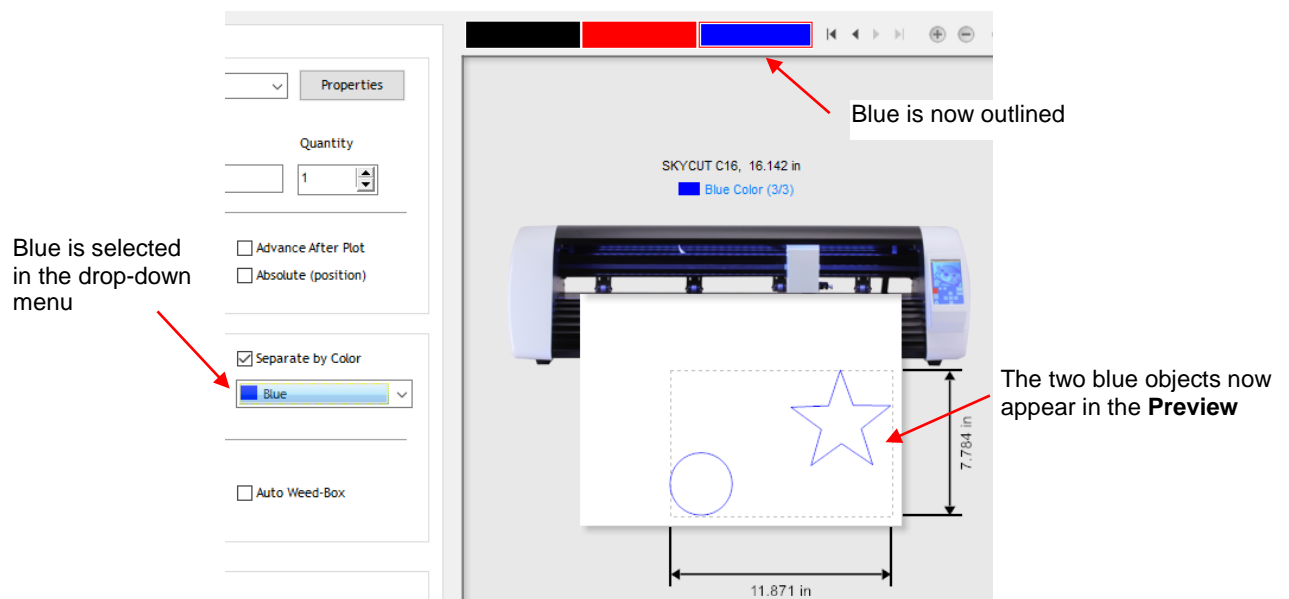 Properties
Blue is now outlined
Quantity
1
SKYCUT C16, 16.142 in
Blue Color (3/3)
Blue is selected
in the drop-down
menu
Advance After Plot
Absolute (position)
Separate by Color
Blue
The two blue objects now
appear in the Preview
7.784 in
Auto Weed-Box
11.871 in